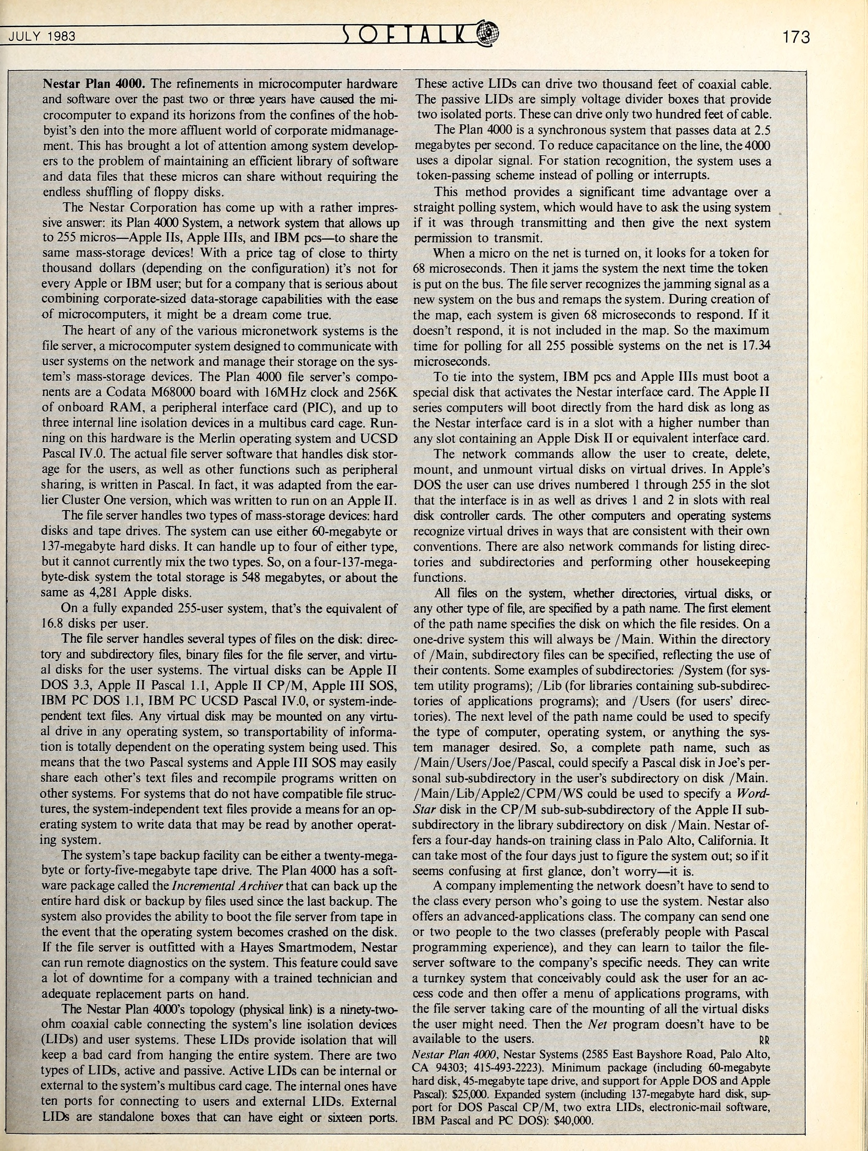 JULY 1983
SOFTALK
173
Nestar Plan 4000. The refinements in microcomputer hardware
and software over the past two or three years have caused the mi-
crocomputer to expand its horizons from the confines of the hob-
byist's den into the more affluent world of corporate midmanage-
ment. This has brought a lot of attention among system develop-
ers to the problem of maintaining an efficient library of software
and data files that these micros can share without requiring the
endless shuffling of floppy disks.
The Nestar Corporation has come up with a rather impres-
sive answer: its Plan 4000 System, a network system that allows up
to 255 micros—Apple IIs, Apple IIIs, and IBM pcs—to share the
same mass-storage devices! With a price tag of close to thirty
thousand dollars (depending on the configuration) it's not for
every Apple or IBM user; but for a company that is serious about
combining corporate-sized data-storage capabilities with the ease
of microcomputers, it might be a dream come true.
The heart of any of the various micronetwork systems is the
file server, a microcomputer system designed to communicate with
user systems on the network and manage their storage on the sys-
tem's mass-storage devices. The Plan 4000 file server's compo-
nents are a Codata M68000 board with 16MHz clock and 256K
of onboard RAM, a peripheral interface card (PIC), and up to
three internal line isolation devices in a multibus card cage. Run-
ning on this hardware is the Merlin operating system and UCSD
Pascal IV.0. The actual file server software that handles disk stor-
age for the users, as well as other functions such as peripheral
sharing, is written in Pascal. In fact, it was adapted from the ear-
lier Cluster One version, which was written to run on an Apple II.
The file server handles two types of mass-storage devices: hard
disks and tape drives. The system can use either 60-megabyte or
137-megabyte hard disks. It can handle up to four of either type,
but it cannot currently mix the two types. So, on a four-137-mega-
byte-disk system the total storage is 548 megabytes, or about the
same as 4,281 Apple disks.
On a fully expanded 255-user system, that's the equivalent of
16.8 disks per user.
The file server handles several types of files on the disk: direc-
tory and subdirectory files, binary files for the file server, and virtu-
al disks for the user systems. The virtual disks can be Apple II
DOS 3.3, Apple II Pascal 1.1, Apple II CP/M, Apple III SOS,
IBM PC DOS 1.1, IBM PC UCSD Pascal IV.0, or system-inde-
pendent text files. Any virtual disk may be mounted on any virtu-
al drive in any operating system, so transportability of informa-
tion is totally dependent on the operating system being used. This
means that the two Pascal systems and Apple III SOS may easily
share each other's text files and recompile programs written on
other systems. For systems that do not have compatible file struc-
tures, the system-independent text files provide a means for an op-
erating system to write data that may be read by another operat-
ing system.
The system's tape backup facility can be either a twenty-mega-
byte or forty-five-megabyte tape drive. The Plan 4000 has a soft-
ware package called the Incremental Archiver that can back up the
entire hard disk or backup by files used since the last backup. The
system also provides the ability to boot the file server from tape in
the event that the operating system becomes crashed on the disk.
If the file server is outfitted with a Hayes Smartmodem, Nestar
can run remote diagnostics on the system. This feature could save
a lot of downtime for a company with a trained technician and
adequate replacement parts on hand.
The Nestar Plan 4000's topology (physical link) is a ninety-two-
ohm coaxial cable connecting the system's line isolation devices
(LIDs) and user systems. These LIDs provide isolation that will
keep a bad card from hanging the entire system. There are two
types of LIDs, active and passive. Active LIDs can be internal or
external to the system's multibus card cage. The internal ones have
ten ports for connecting to users and external LIDs. External
LIDs are standalone boxes that can have eight or sixteen ports.
These active LIDs can drive two thousand feet of coaxial cable.
The passive LIDs are simply voltage divider boxes that provide
two isolated ports. These can drive only two hundred feet of cable.
The Plan 4000 is a synchronous system that passes data at 2.5
megabytes per second. To reduce capacitance on the line, the 4000
uses a dipolar signal. For station recognition, the system uses a
token-passing scheme instead of polling or interrupts.
This method provides a significant time advantage over a
straight polling system, which would have to ask the using system
if it was through transmitting and then give the next system
permission to transmit.
When a micro on the net is turned on, it looks for a token for
68 microseconds. Then it jams the system the next time the token
is put on the bus. The file server recognizes the jamming signal as a
new system on the bus and remaps the system. During creation of
the map, each system is given 68 microseconds to respond. If it
doesn't respond, it is not included in the map. So the maximum
time for polling for all 255 possible systems on the net is 17.34
microseconds.
To tie into the system, IBM pcs and Apple IIIs must boot a
special disk that activates the Nestar interface card. The Apple II
series computers will boot directly from the hard disk as long as
the Nestar interface card is in a slot with a higher number than
any slot containing an Apple Disk II or equivalent interface card.
The network commands allow the user to create, delete,
mount, and unmount virtual disks on virtual drives. In Apple's
DOS the user can use drives numbered 1 through 255 in the slot
that the interface is in as well as drives 1 and 2 in slots with real
disk controller cards. The other computers and operating systems
recognize virtual drives in ways that are consistent with their own
conventions. There are also network commands for listing direc-
tories and subdirectories and performing other housekeeping
functions.
All files on the system, whether directories, virtual disks, or
any other type of file, are specified by a path name. The first element
of the path name specifies the disk on which the file resides. On a
one-drive system this will always be /Main. Within the directory
of /Main, subdirectory files can be specified, reflecting the use of
their contents. Some examples of subdirectories: /System (for sys-
tem utility programs); /Lib (for libraries containing sub-subdirec-
tories of applications programs); and /Users (for users' direc-
tories). The next level of the path name could be used to specify
the type of computer, operating system, or anything the sys-
tem manager desired. So, a complete path name, such as
/Main/Users/Joe/Pascal, could specify a Pascal disk in Joe's per-
sonal sub-subdirectory in the user's subdirectory on disk /Main.
/Main/Lib/Apple2/CPM/WS could be used to specify a Word-
Star disk in the CP/M sub-sub-subdirectory of the Apple II sub-
subdirectory in the library subdirectory on disk /Main. Nestar of-
fers a four-day hands-on training class in Palo Alto, California. It
can take most of the four days just to figure the system out; so if it
seems confusing at first glance, don't worry—it is.
A company implementing the network doesn't have to send to
the class every person who's going to use the system. Nestar also
offers an advanced-applications class. The company can send one
or two people to the two classes (preferably people with Pascal
programming experience), and they can learn to tailor the file-
server software to the company's specific needs. They can write
a turnkey system that conceivably could ask the user for an ac-
cess code and then offer a menu of applications programs, with
the file server taking care of the mounting of all the virtual disks
the user might need. Then the Net program doesn't have to be
available to the users. RR
Nestar Plan 4000, Nestar Systems (2585 East Bayshore Road, Palo Alto,
CA 94303; 415-493-2223). Minimum package (including 60-megabyte
hard disk, 45-megabyte tape drive, and support for Apple DOS and Apple
Pascal): $25,000. Expanded system (including 137-megabyte hard disk, sup-
port for DOS Pascal CP/M, two extra LIDs, electronic-mail software,
IBM Pascal and PC DOS): $40,000.